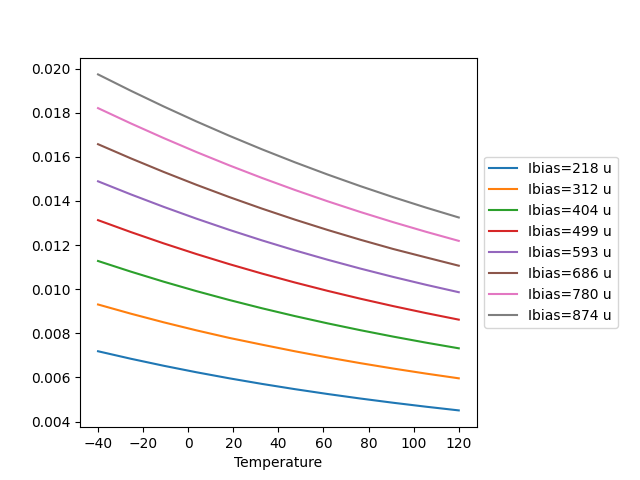 0.020
0.018
0.016
0.014
0.012
0.010
0.008
0.006
0.004
−40 −20 0 20 40 60 80 100 120
Temperature
Ibias=218 u
Ibias=312 u
Ibias=404 u
Ibias=499 u
Ibias=593 u
Ibias=686 u
Ibias=780 u
Ibias=874 u